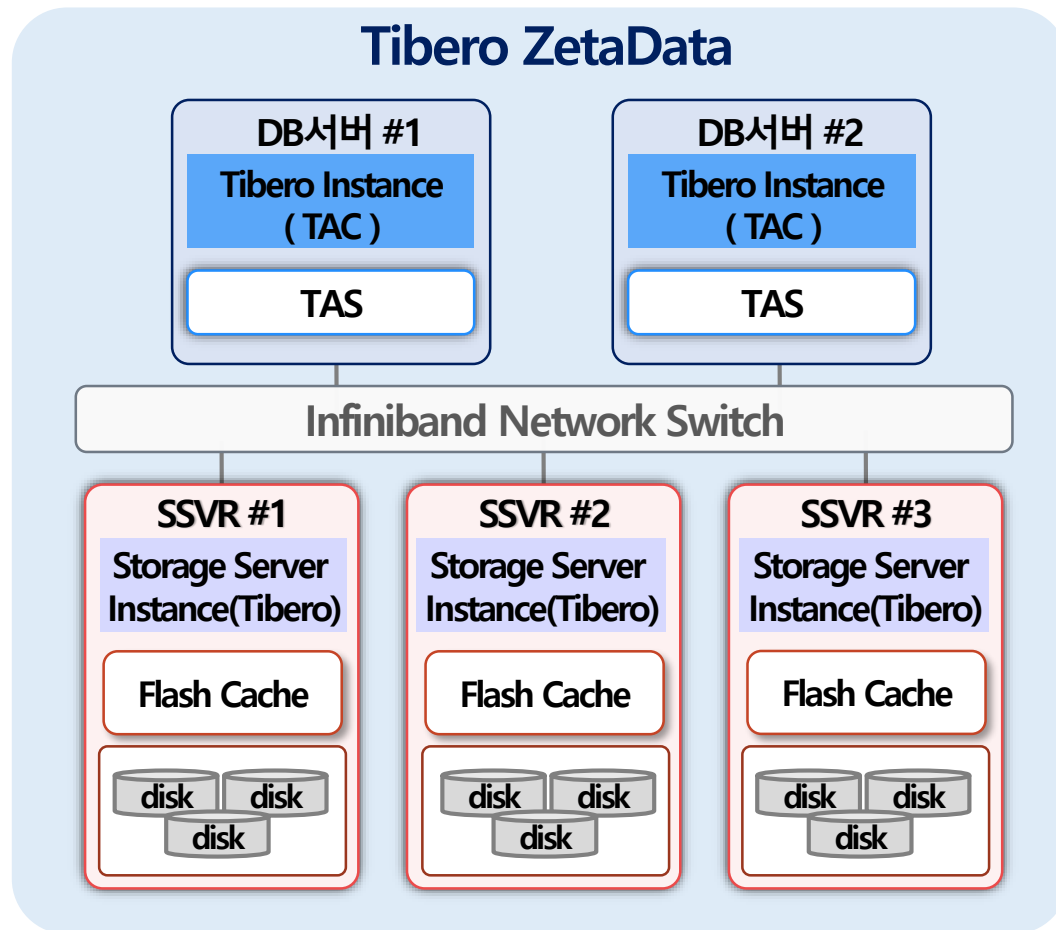 Tibero ZetaData
DB서버 #1
Tibero Instance
( TAC )
TAS
DB서버 #2
Tibero Instance
( TAC )
TAS
Infiniband Network Switch
SSVR #1
Storage Server
Instance(Tibero)
Flash Cache
disk
disk
disk
SSVR #2
Storage Server
Instance(Tibero)
Flash Cache
disk
disk
disk
SSVR #3
Storage Server
Instance(Tibero)
Flash Cache
disk
disk
disk